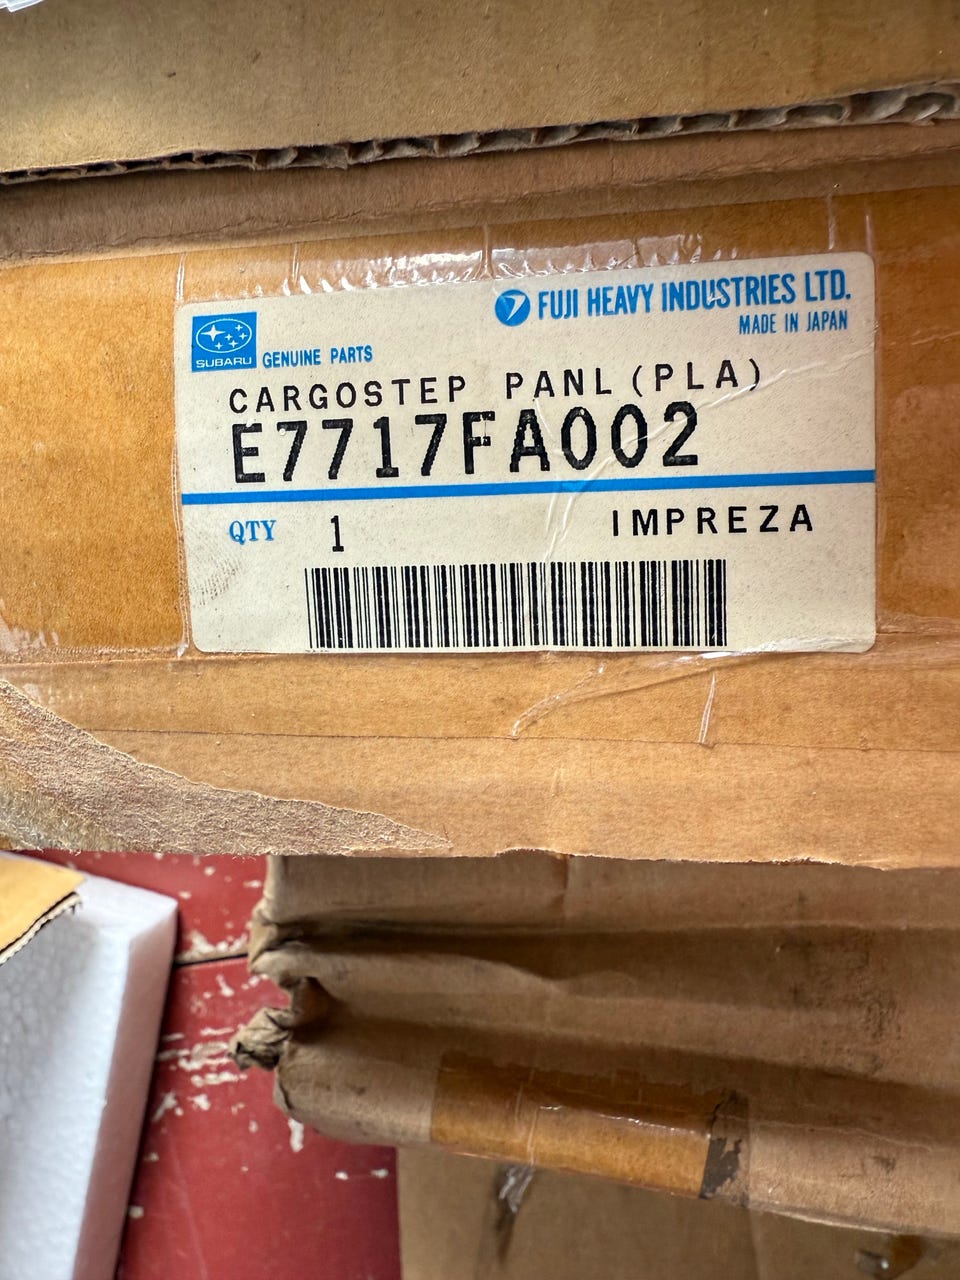 FUJI HEAVY INDUSTRIES LTD.
MADE IN JAPAN
SUBARU
GENUINE PARTS
CARGOSTEP PANL(PLA)
E7717FA002
QTY 1 IMPREZA